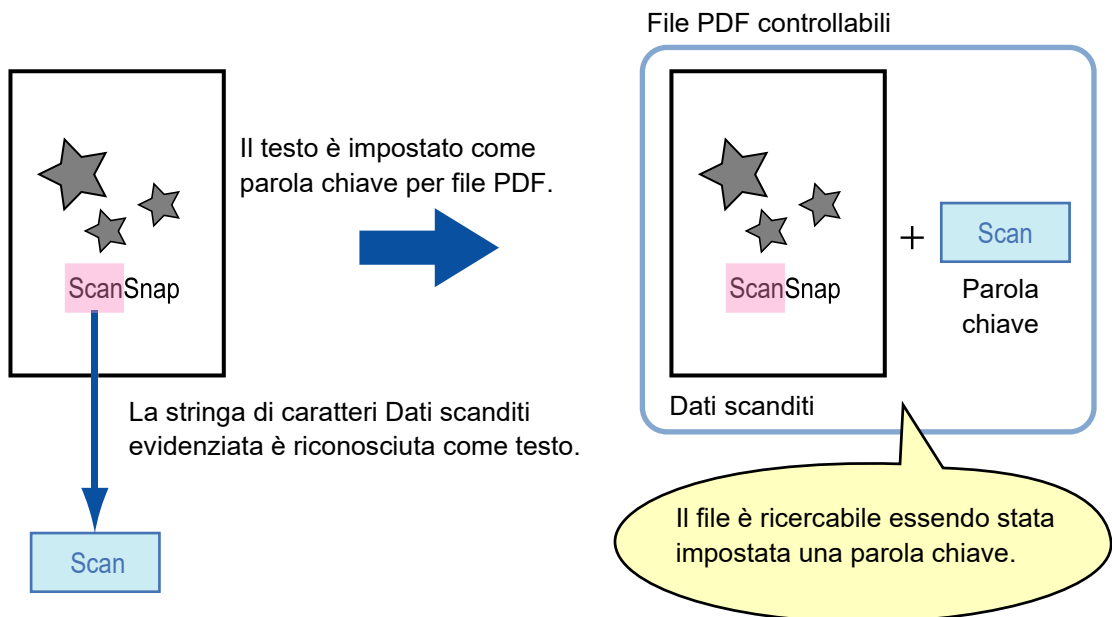 File PDF controllabili
Il testo è impostato come
parola chiave per file PDF.
ScanSnap
La stringa di caratteri Dati scanditi
evidenziata è riconosciuta come testo.
Scan
ScanSnap
+
Scan
Parola
chiave
Dati scanditi
Il file è ricercabile essendo stata
impostata una parola chiave.